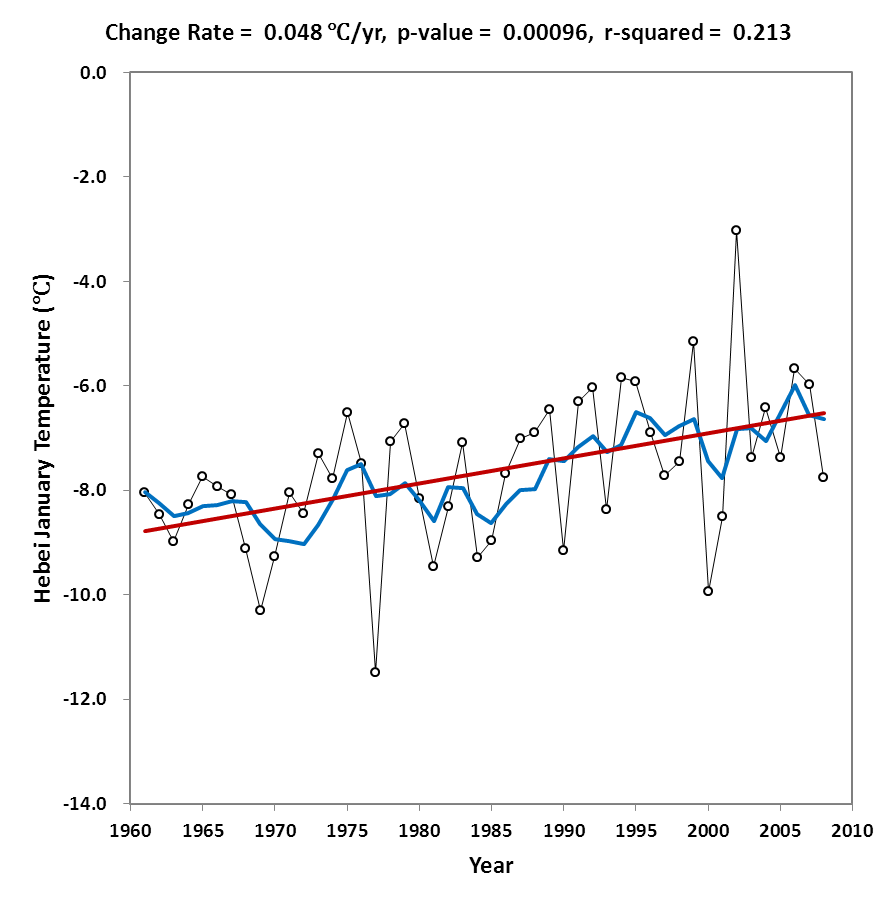 Change Rate = 0.048 ℃/yr, p-value = 0.00096, r-squared = 0.213
0.0
-2.0
-4.0
-6.0
-8.0
-10.0
-12.0
-14.0
Hebei January Temperature (℃)
1960 1965 1970 1975 1980 1985 1990 1995 2000 2005 2010
Year